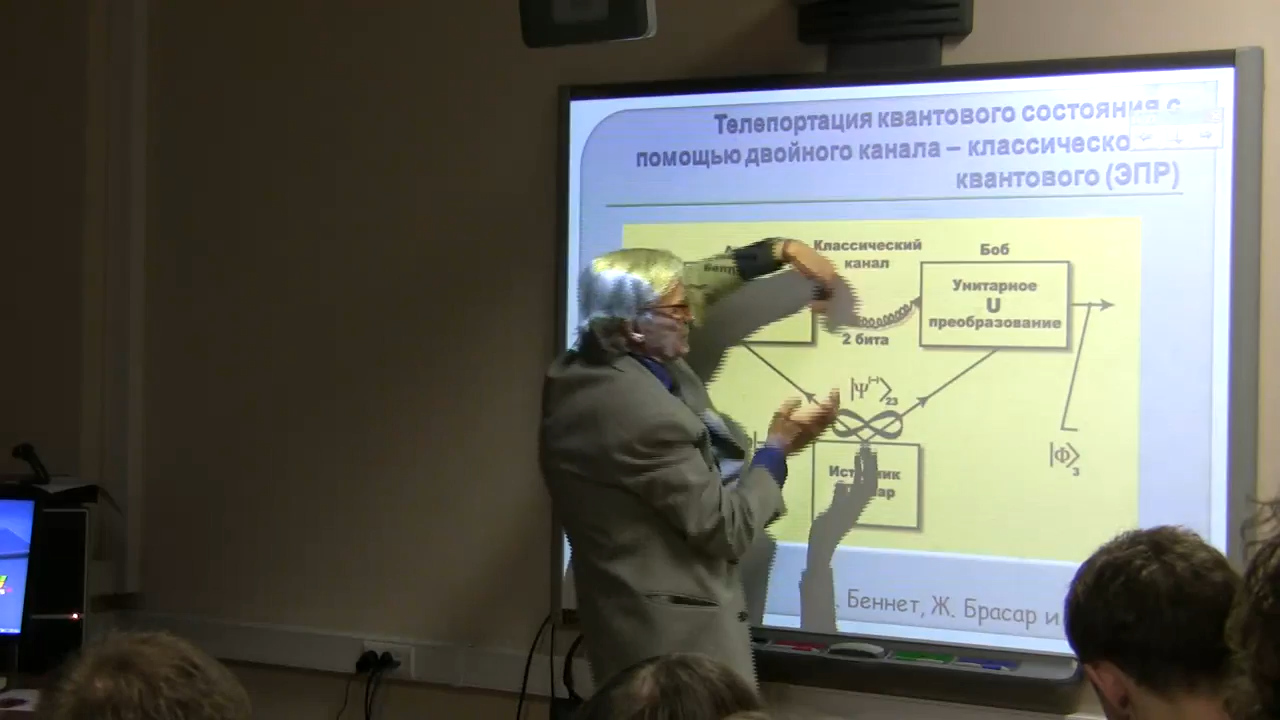 Телепортация квантового состояния с
помощью двойного канала – классическо
квантового (ЭПР)
Классический
канал
Боб
Унитарное
U
преобразование
2 бита
|Ψ⁽⁻⁾⟩₂₃
|Φ⟩₃
Беннет, Ж. Брасар и